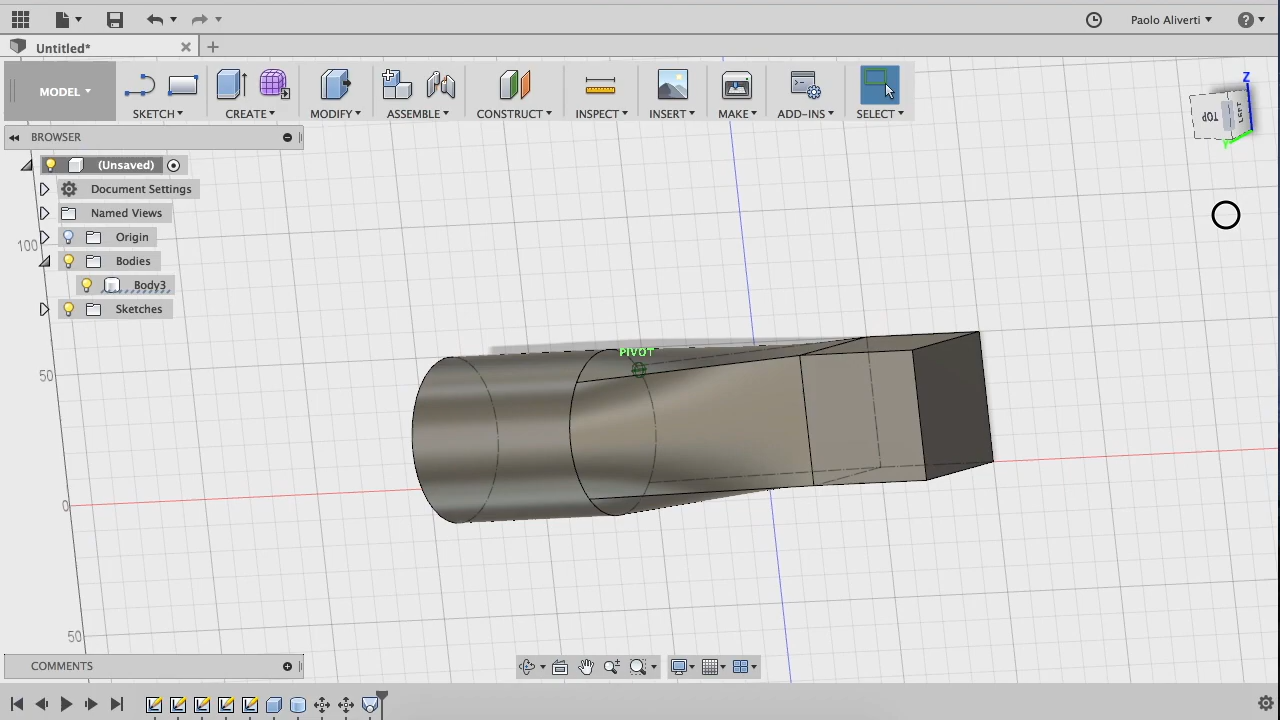 Paolo Aliverti
Untitled*
MODEL
SKETCH
CREATE
MODIFY
ASSEMBLE
CONSTRUCT
INSPECT
INSERT
MAKE
ADD-INS
SELECT
Z
TOP
LEFT
Y
BROWSER
(Unsaved)
Document Settings
Named Views
100
Origin
Bodies
Body3
Sketches
PIVOT
50
0
50
COMMENTS